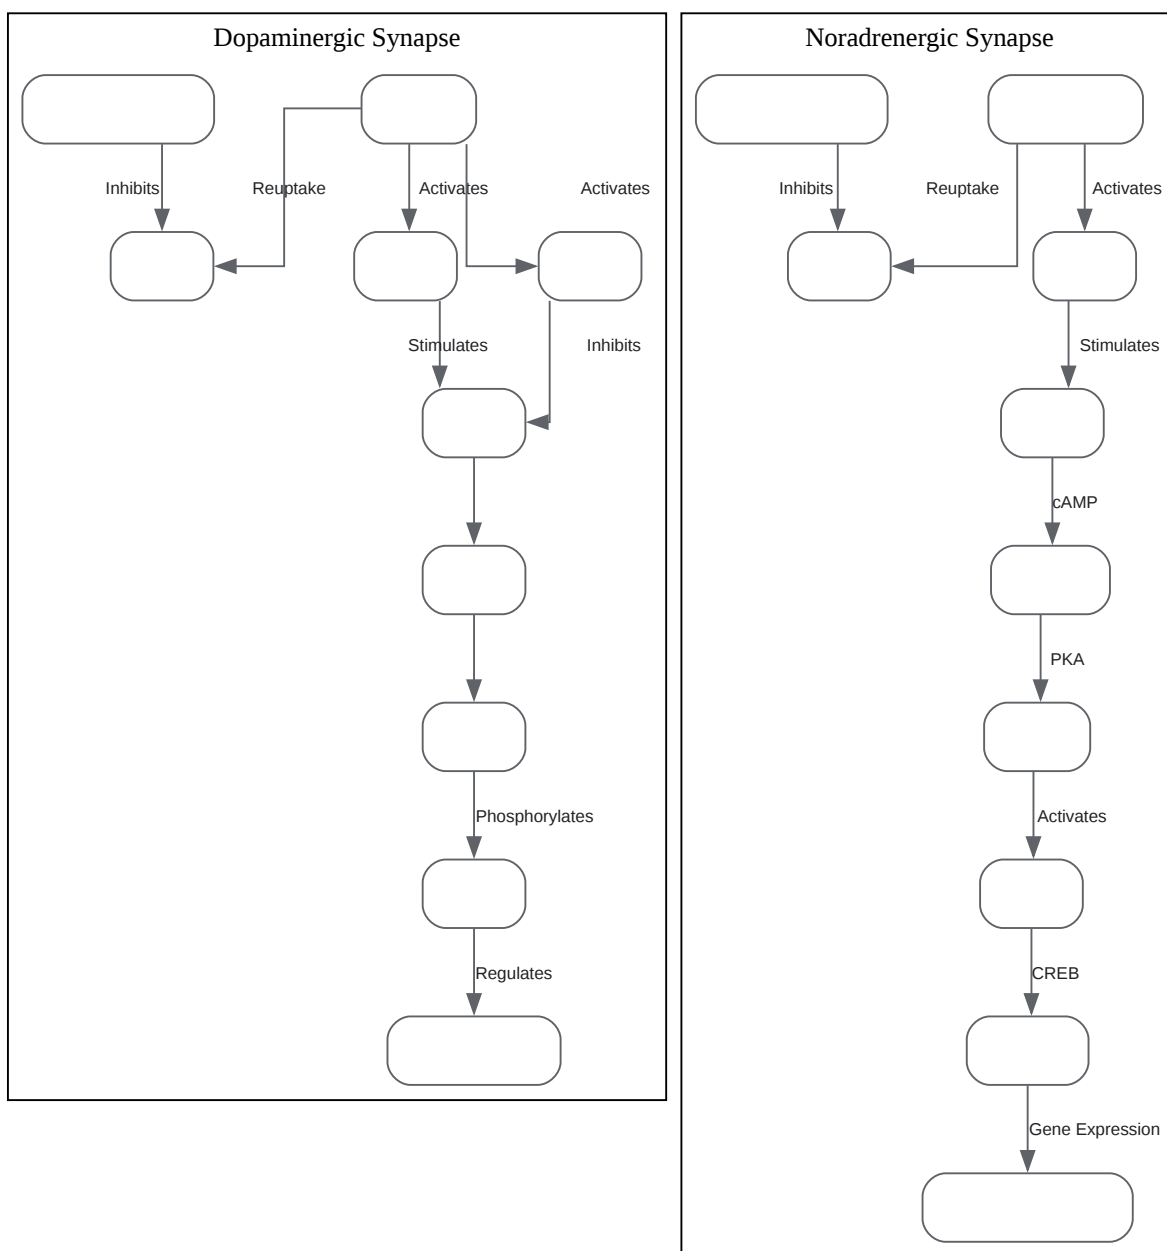 Dopaminergic Synapse
Inhibits
Reuptake
Activates
Activates
Stimulates
Inhibits
Phosphorylates
Regulates
Noradrenergic Synapse
Inhibits
Reuptake
Activates
Stimulates
cAMP
PKA
Activates
CREB
Gene Expression